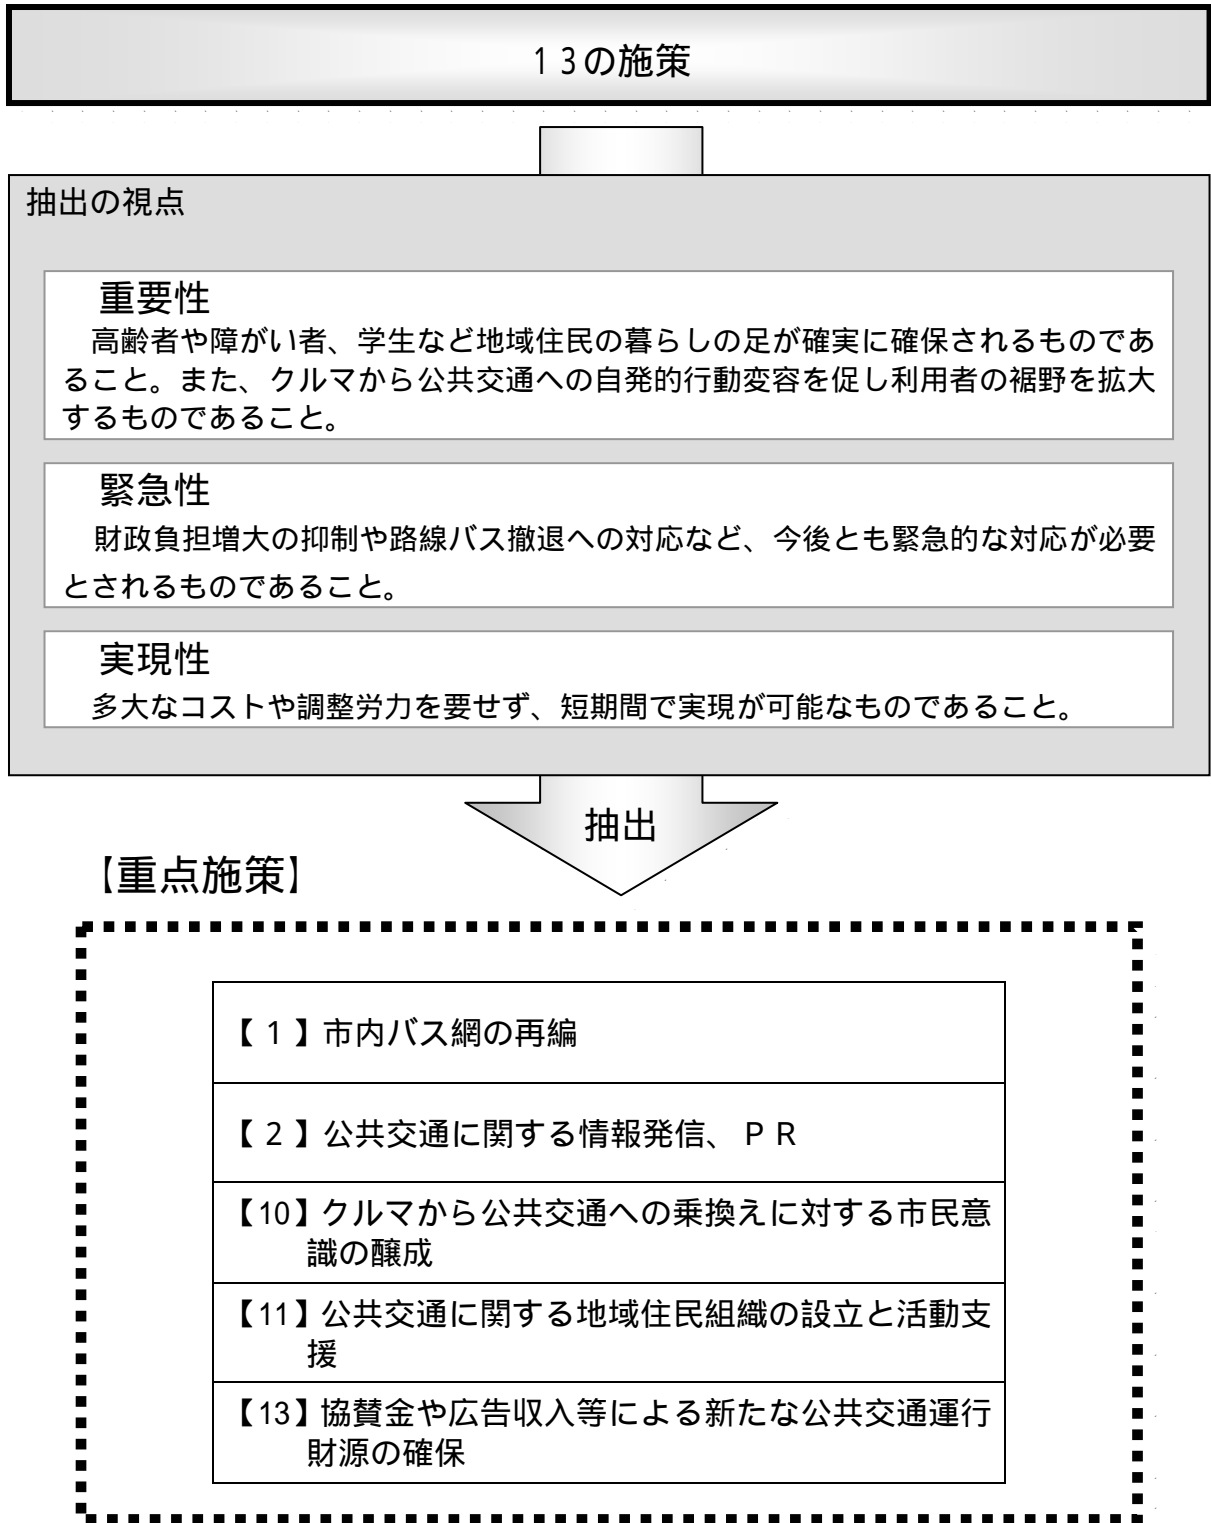 13の施策
抽出の視点
重要性
高齢者や障がい者、学生など地域住民の暮らしの足が確実に確保されるものであ
ること。また、クルマから公共交通への自発的行動変容を促し利用者の裾野を拡大
するものであること。
緊急性
財政負担増大の抑制や路線バス撤退への対応など、今後とも緊急的な対応が必要
とされるものであること。
実現性
多大なコストや調整労力を要せず、短期間で実現が可能なものであること。
抽出
【重点施策】
【1】市内バス網の再編
【2】公共交通に関する情報発信、PR
【10】クルマから公共交通への乗換えに対する市民意
識の醸成
【11】公共交通に関する地域住民組織の設立と活動支
援
【13】協賛金や広告収入等による新たな公共交通運行
財源の確保